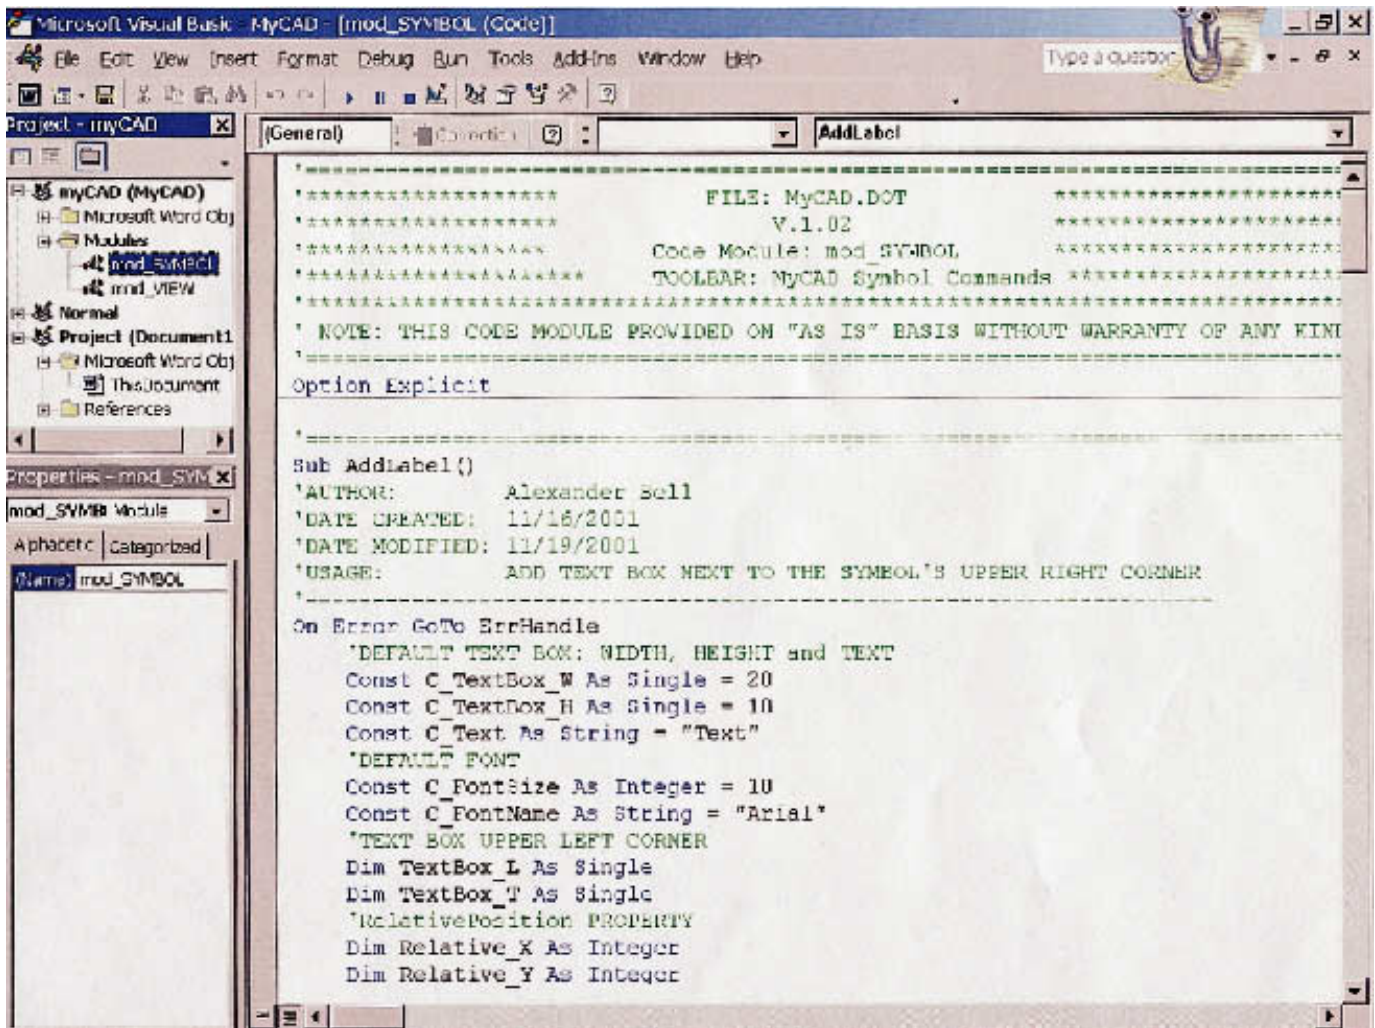 Microsoft Visual Basic - MyCAD - [mod_SYMBOL (Code)]
File Edit View Insert Format Debug Run Tools Add-Ins Window Help
Type a question
Project - myCAD
(General)
AddLabel
myCAD (MyCAD)
Microsoft Word Obj
Modules
mod_SYMBOL
mod_VIEW
Normal
Project (Document1
Microsoft Word Obj
ThisDocument
References
Properties - mod_SYM
mod_SYMB Module
Alphabetic Categorized
(Name) mod_SYMBOL
'===========================================================================
'******************* FILE: MyCAD.DOT *********************
'******************* V.1.02 *********************
'******************* Code Module: mod_SYMBOL *********************
'********************* TOOLBAR: MyCAD Symbol Commands ********************
'***************************************************************************
' NOTE: THIS CODE MODULE PROVIDED ON "AS IS" BASIS WITHOUT WARRANTY OF ANY KIND
'===========================================================================
Option Explicit
'===========================================================================
Sub AddLabel()
'AUTHOR: Alexander Bell
'DATE CREATED: 11/16/2001
'DATE MODIFIED: 11/19/2001
'USAGE: ADD TEXT BOX NEXT TO THE SYMBOL'S UPPER RIGHT CORNER
'---------------------------------------------------------------------
On Error GoTo ErrHandle
'DEFAULT TEXT BOX: WIDTH, HEIGHT and TEXT
Const C_TextBox_W As Single = 20
Const C_TextBox_H As Single = 10
Const C_Text As String = "Text"
'DEFAULT FONT
Const C_FontSize As Integer = 10
Const C_FontName As String = "Arial"
'TEXT BOX UPPER LEFT CORNER
Dim TextBox_L As Single
Dim TextBox_T As Single
'RelativePosition PROPERTY
Dim Relative_X As Integer
Dim Relative_Y As Integer